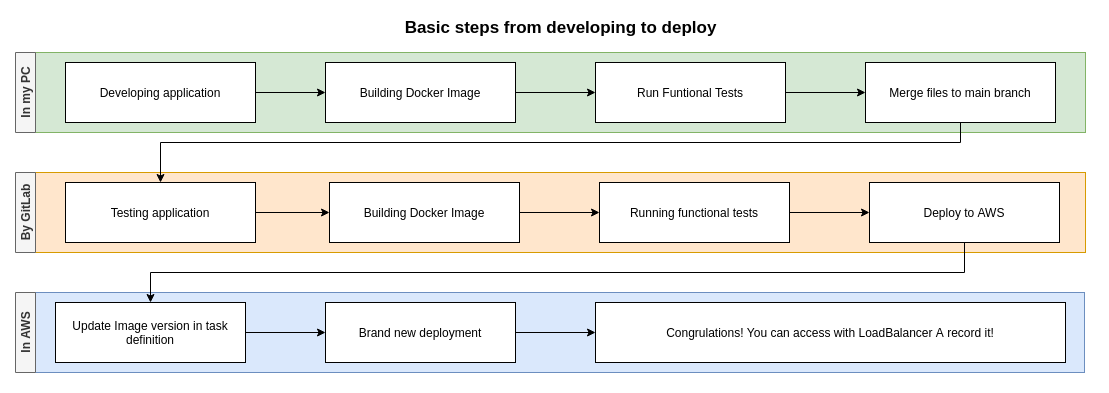 Basic steps from developing to deploy
In my PC
Developing application
Building Docker Image
Run Funtional Tests
Merge files to main branch
By GitLab
Testing application
Building Docker Image
Running functional tests
Deploy to AWS
In AWS
Update Image version in task
definition
Brand new deployment
Congrulations! You can access with LoadBalancer A record it!